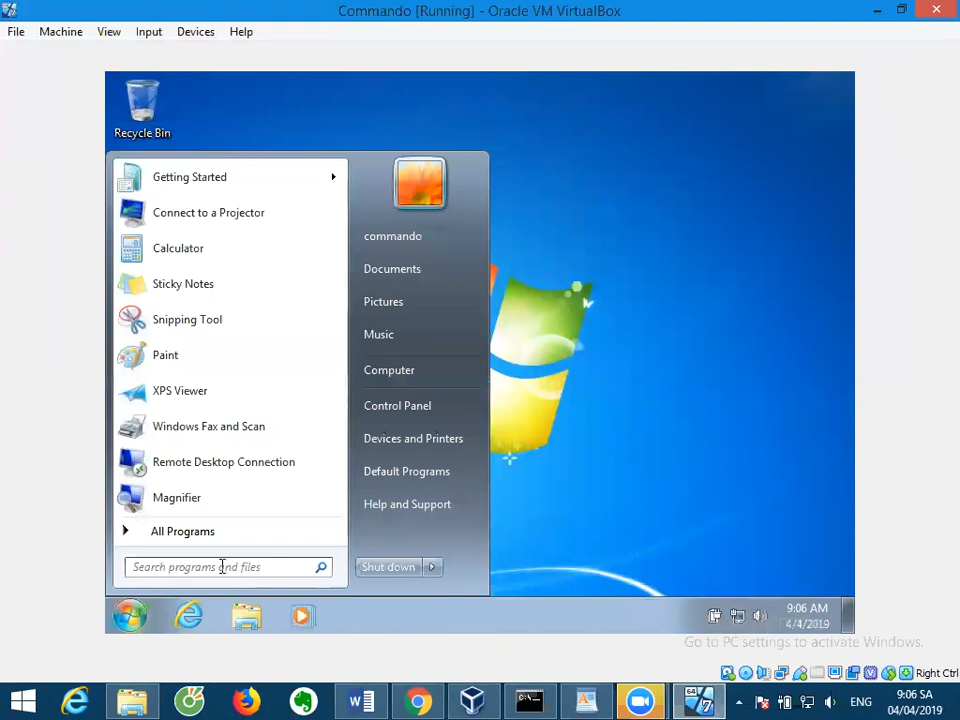 Commando [Running] - Oracle VM VirtualBox
File Machine View Input Devices Help
Recycle Bin
Getting Started
Connect to a Projector
Calculator
Sticky Notes
Snipping Tool
Paint
XPS Viewer
Windows Fax and Scan
Remote Desktop Connection
Magnifier
All Programs
Search programs and files
commando
Documents
Pictures
Music
Computer
Control Panel
Devices and Printers
Default Programs
Help and Support
Shut down
9:06 AM
4/4/2019
Go to PC settings to activate Windows.
Right Ctrl
64
7
ENG
9:06 SA
04/04/2019